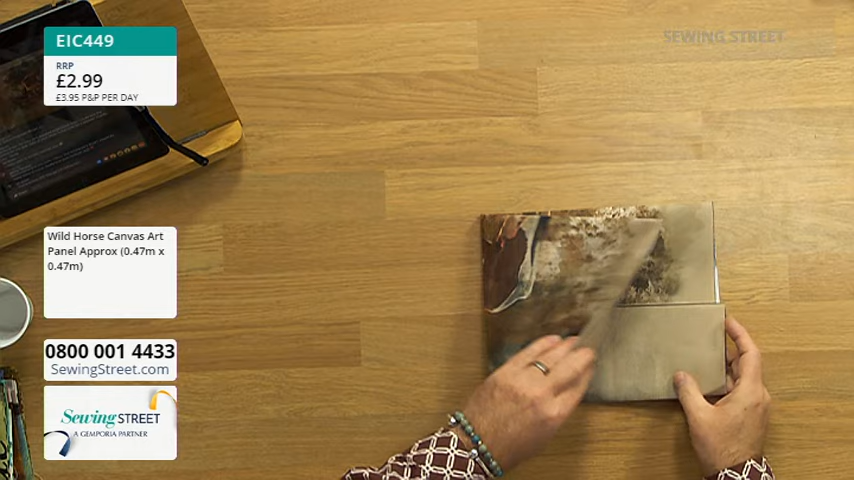 EIC449
RRP
£2.99
£3.95 P&P PER DAY
SEWING STREET
Wild Horse Canvas Art
Panel Approx (0.47m x
0.47m)
0800 001 4433
SewingStreet.com
Sewing STREET
A GEMPORIA PARTNER